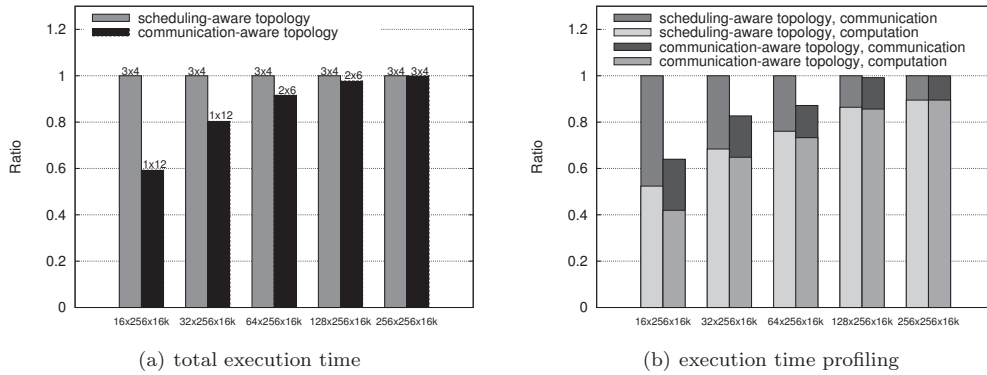 scheduling-aware topology
communication-aware topology
Ratio
1.2
1
0.8
0.6
0.4
0.2
0
3x4 1x12 3x4 1x12 3x4 2x6 3x4 2x6 3x4 3x4
16x256x16k 32x256x16k 64x256x16k 128x256x16k 256x256x16k
(a) total execution time
scheduling-aware topology, communication
scheduling-aware topology, computation
communication-aware topology, communication
communication-aware topology, computation
Ratio
1.2
1
0.8
0.6
0.4
0.2
0
16x256x16k 32x256x16k 64x256x16k 128x256x16k 256x256x16k
(b) execution time profiling